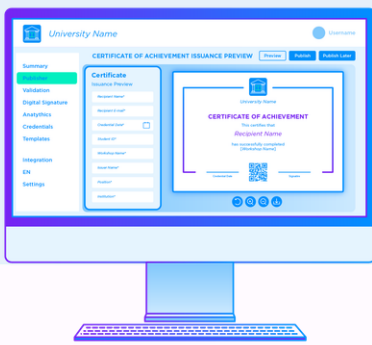 University Name
Username
CERTIFICATE OF ACHIEVEMENT ISSUANCE PREVIEW
Preview
Publish
Publish Later
Summary
Publisher
Validation
Digital Signature
Analythics
Credentials
Templates
Integration
EN
Settings
Certificate
Issuance Preview
Recipient Name*
Recipient E-mail*
Credential Date*
Student ID*
Workshop Name*
Issuer Name*
Position*
Institution*
University Name
CERTIFICATE OF ACHIEVEMENT
This certifies that
Recipient Name
has successfully completed
[Workshop Name]
Credential Date